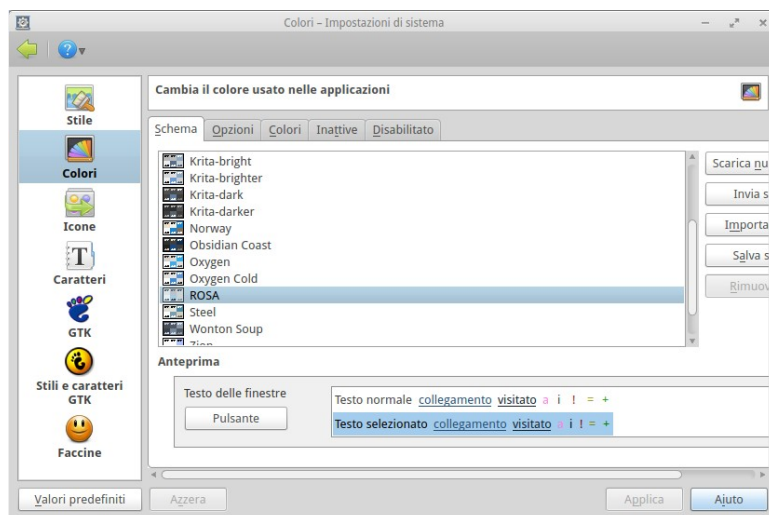 Colori – Impostazioni di sistema
Stile
Colori
Icone
Caratteri
GTK
Stili e caratteri
GTK
Faccine
Cambia il colore usato nelle applicazioni
Schema Opzioni Colori Inattive Disabilitato
Krita-bright
Krita-brighter
Krita-dark
Krita-darker
Norway
Obsidian Coast
Oxygen
Oxygen Cold
ROSA
Steel
Wonton Soup
Zion
Scarica nu
Invia s
Importa
Salva s
Rimuov
Anteprima
Testo delle finestre
Pulsante
Testo normale collegamento visitato a i ! = +
Testo selezionato collegamento visitato a i ! = +
Valori predefiniti
Azzera
Applica
Aiuto